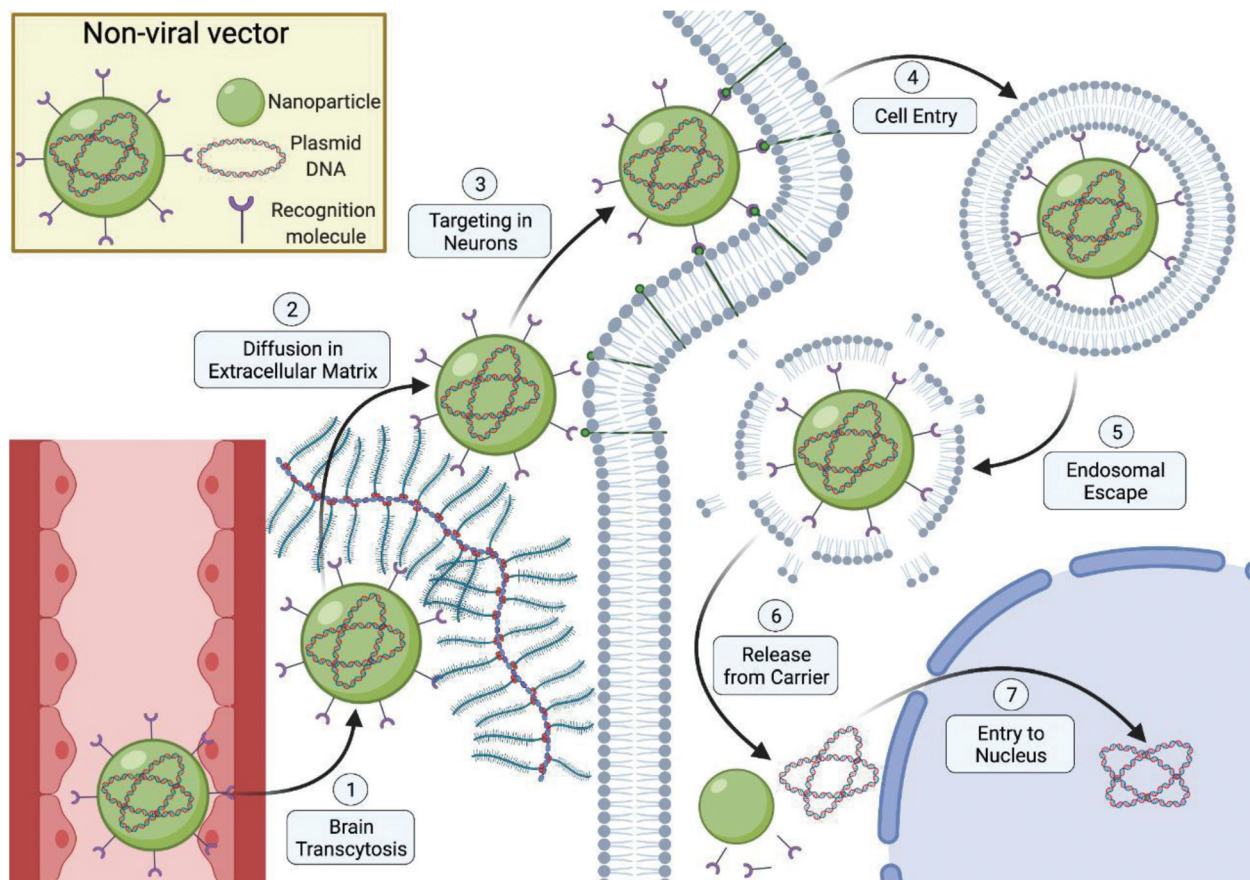 Non-viral vector
Nanoparticle
Plasmid
DNA
Recognition
molecule
1
Brain
Transcytosis
2
Diffusion in
Extracellular Matrix
3
Targeting in
Neurons
4
Cell Entry
5
Endosomal
Escape
6
Release
from Carrier
7
Entry to
Nucleus